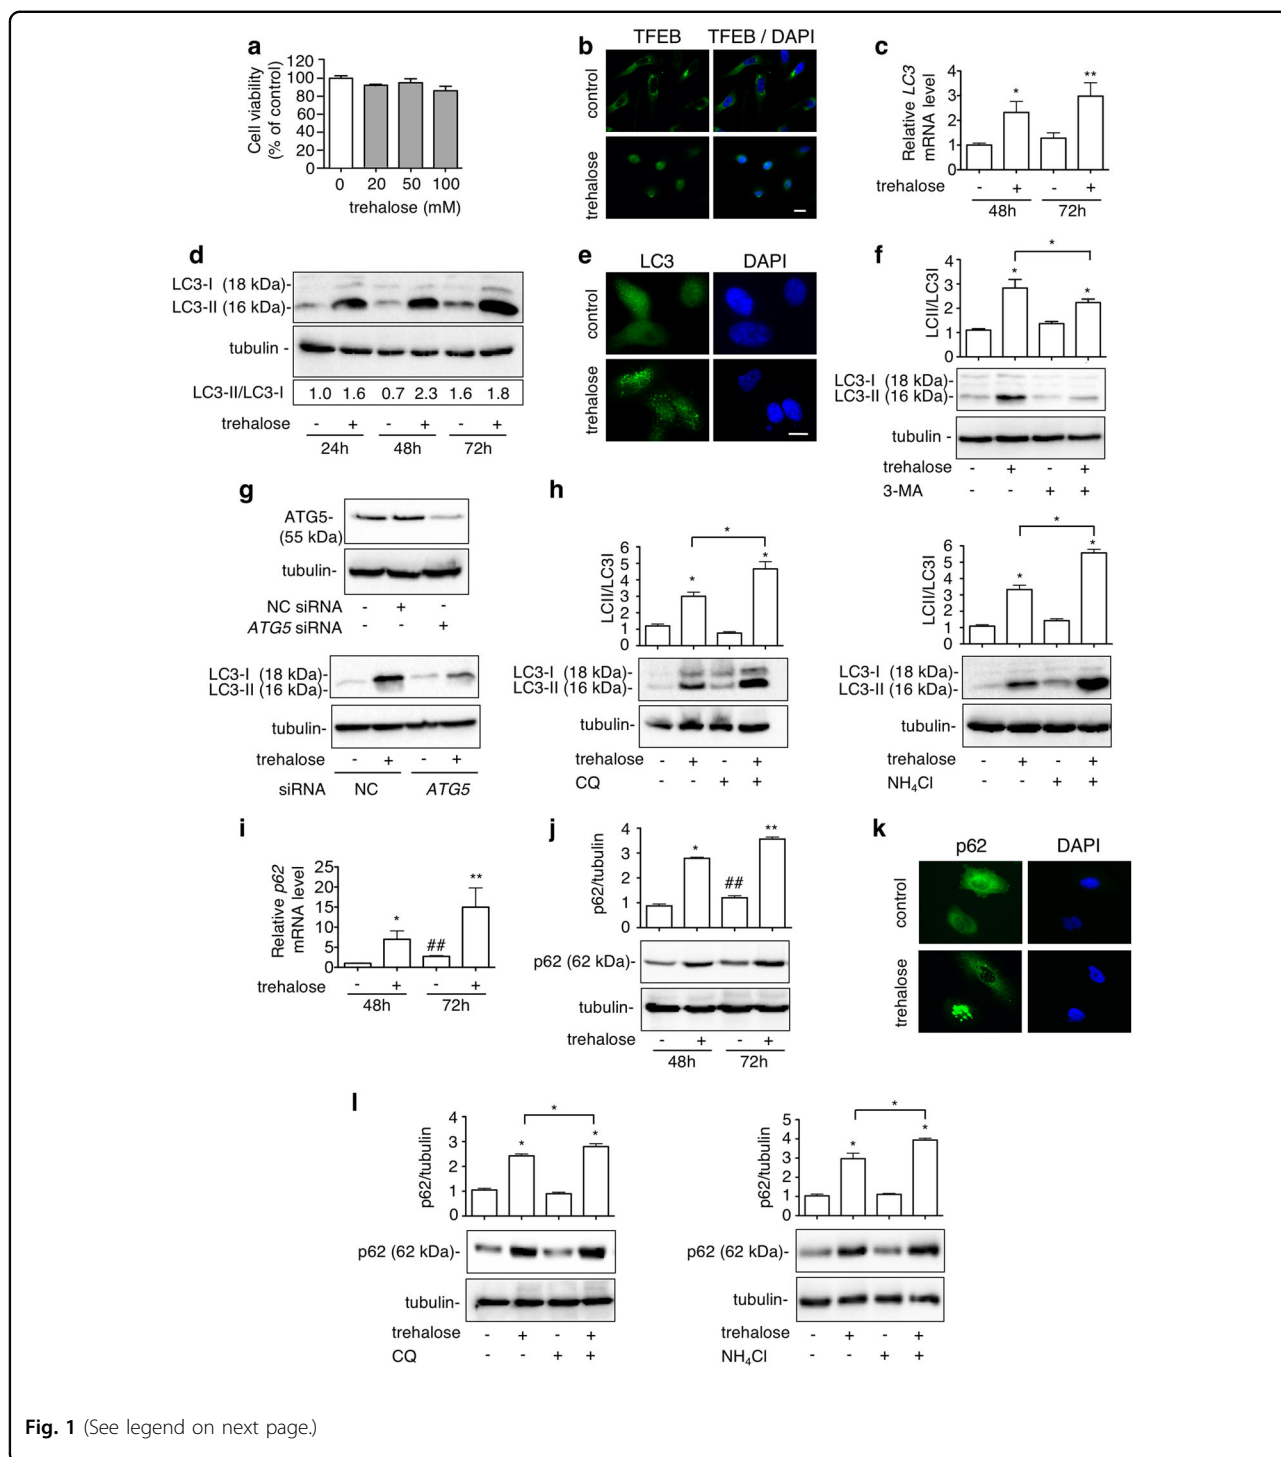 a
Cell viability
(% of control)
120
100
80
60
40
20
0
0 20 50 100
trehalose (mM)
b
TFEB TFEB / DAPI
control
trehalose
c
Relative LC3
mRNA level
4
3
2
1
0
* **
trehalose - + - +
48h 72h
d
LC3-I (18 kDa)-
LC3-II (16 kDa)-
tubulin -
LC3-II/LC3-I 1.0 1.6 0.7 2.3 1.6 1.8
trehalose - + - + - +
24h 48h 72h
e
LC3 DAPI
control
trehalose
f
LCII/LC3I
4
3
2
1
0
*
* *
LC3-I (18 kDa)-
LC3-II (16 kDa)-
tubulin -
trehalose - + - +
3-MA - - + +
g
ATG5-
(55 kDa)
tubulin-
NC siRNA - + -
ATG5 siRNA - - +
LC3-I (18 kDa)-
LC3-II (16 kDa)-
tubulin-
trehalose - + - +
siRNA NC ATG5
h
LCII/LC3I
6
5
4
3
2
1
0
*
* *
LC3-I (18 kDa)-
LC3-II (16 kDa)-
tubulin-
trehalose - + - +
CQ - - + +
LCII/LC3I
6
5
4
3
2
1
0
*
* *
LC3-I (18 kDa)-
LC3-II (16 kDa)-
tubulin-
trehalose - + - +
NH₄Cl - - + +
i
Relative p62
mRNA level
25
20
15
10
5
0
* ## **
trehalose - + - +
48h 72h
j
p62/tubulin
4
3
2
1
0
* ## **
p62 (62 kDa)-
tubulin-
trehalose - + - +
48h 72h
k
p62 DAPI
control
trehalose
l
p62/tubulin
4
3
2
1
0
*
* *
p62 (62 kDa)-
tubulin-
trehalose - + - +
CQ - - + +
p62/tubulin
5
4
3
2
1
0
*
* *
p62 (62 kDa)-
tubulin-
trehalose - + - +
NH₄Cl - - + +
Fig. 1 (See legend on next page.)